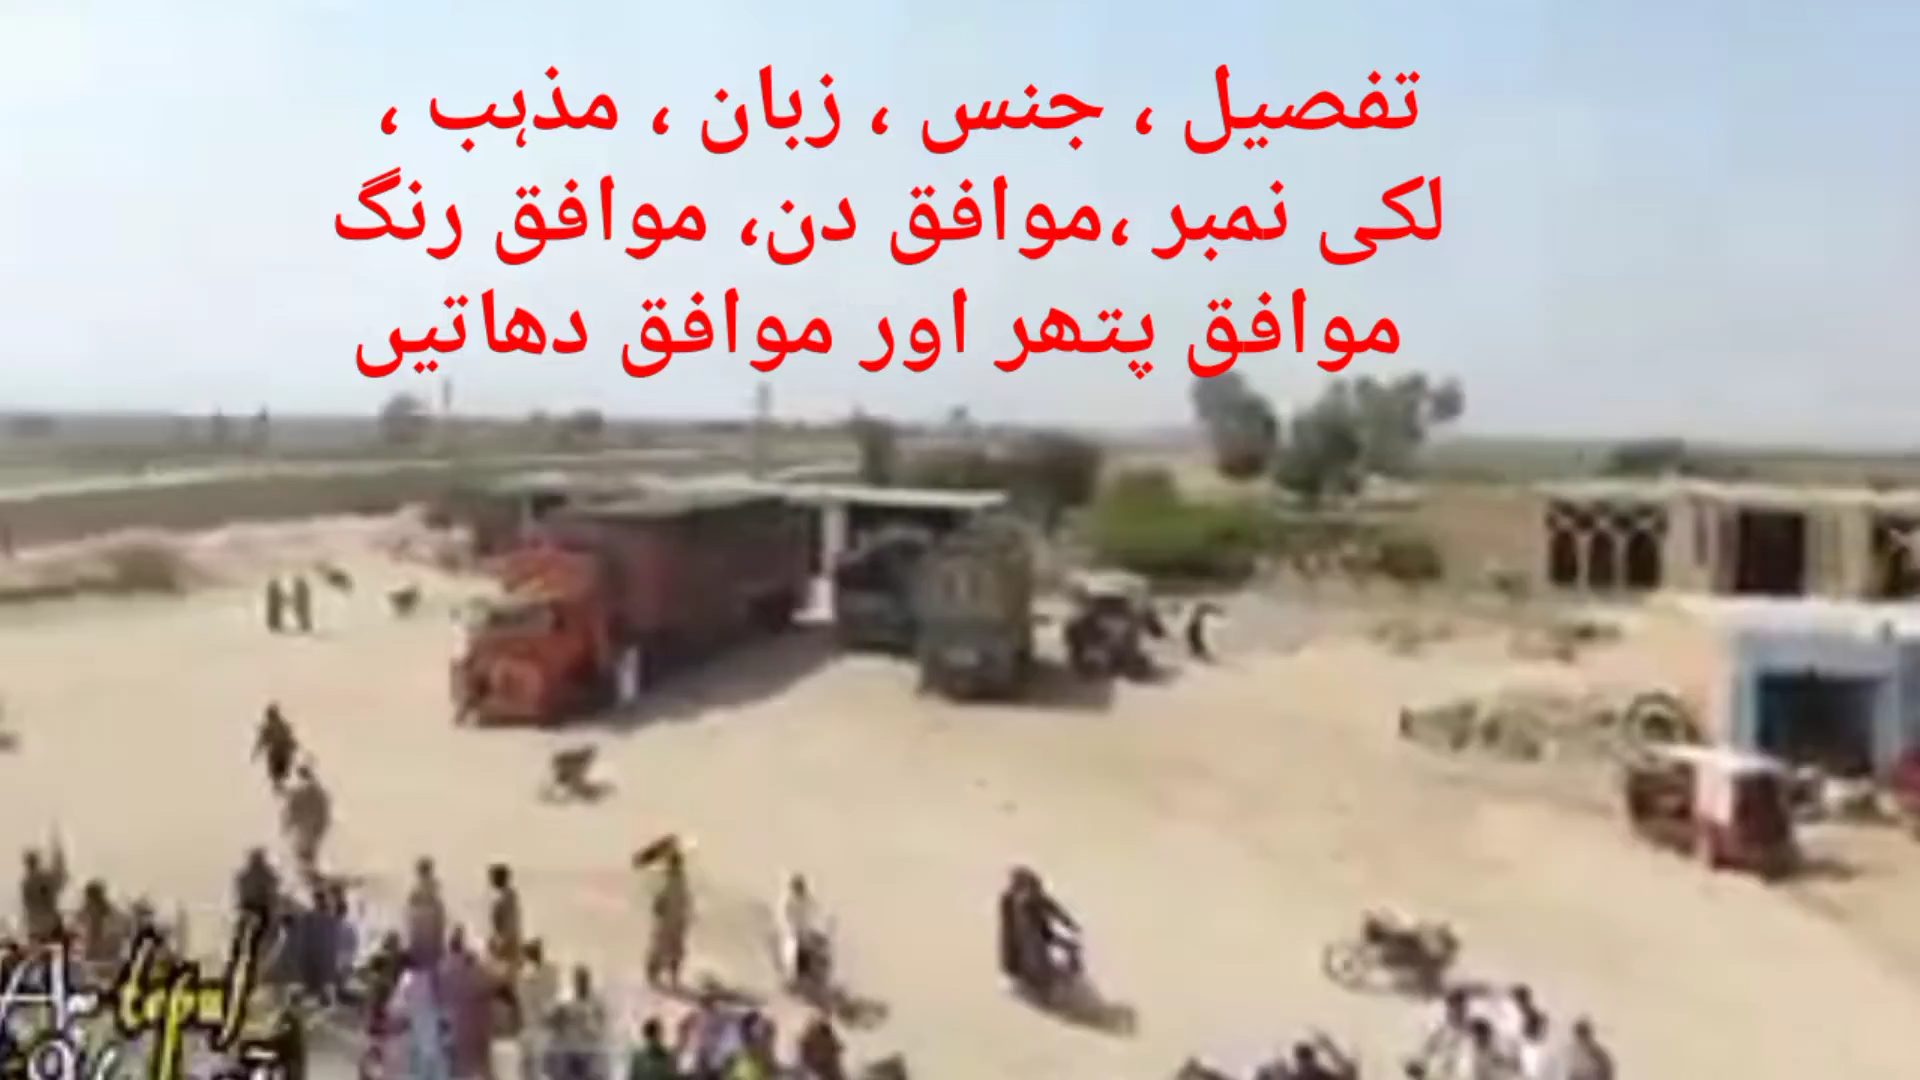 تفصیل ، جنس ، زبان ، مذہب ،
لکی نمبر ،موافق دن، موافق رنگ
موافق پتھر اور موافق دھاتیں